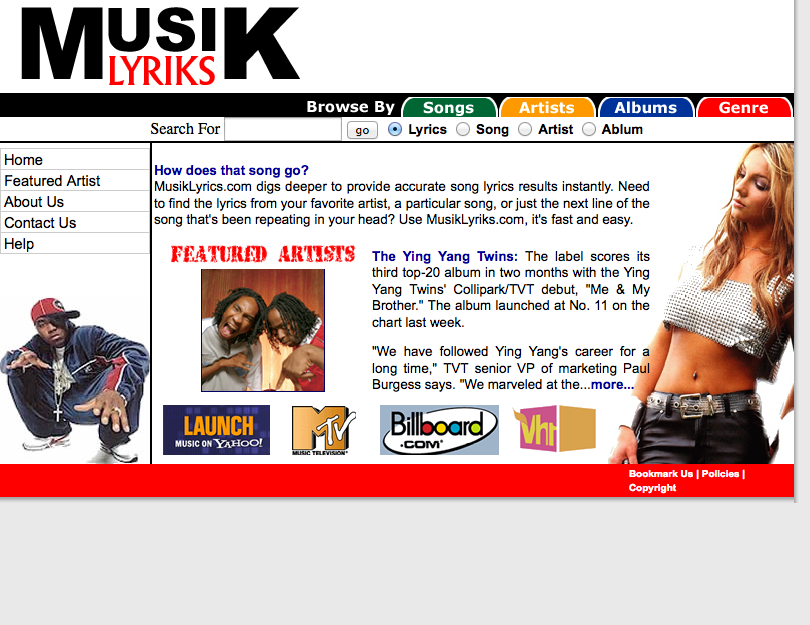 MUSIK
LYRIKS
Browse By Songs Artists Albums Genre
Search For go Lyrics Song Artist Ablum
Home
Featured Artist
About Us
Contact Us
Help
How does that song go?
MusikLyrics.com digs deeper to provide accurate song lyrics results instantly. Need
to find the lyrics from your favorite artist, a particular song, or just the next line of the
song that's been repeating in your head? Use MusikLyriks.com, it's fast and easy.
FEATURED ARTISTS
The Ying Yang Twins: The label scores its
third top-20 album in two months with the Ying
Yang Twins' Collipark/TVT debut, "Me & My
Brother." The album launched at No. 11 on the
chart last week.
"We have followed Ying Yang's career for a
long time," TVT senior VP of marketing Paul
Burgess says. "We marveled at the...more...
LAUNCH
MUSIC ON YAHOO!
MTV
MUSIC TELEVISION
Billboard
.COM
Vh1
Bookmark Us | Policies |
Copyright